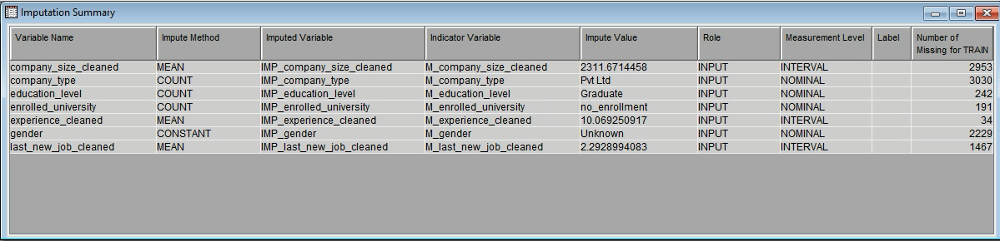 Imputation Summary
Variable Name Impute Method Imputed Variable Indicator Variable Impute Value Role Measurement Level Label Number of Missing for TRAIN
company_size_cleaned MEAN IMP_company_size_cleaned M_company_size_cleaned 2311.6714458 INPUT INTERVAL 2953
company_type COUNT IMP_company_type M_company_type Pvt Ltd INPUT NOMINAL 3030
education_level COUNT IMP_education_level M_education_level Graduate INPUT NOMINAL 242
enrolled_university COUNT IMP_enrolled_university M_enrolled_university no_enrollment INPUT NOMINAL 191
experience_cleaned MEAN IMP_experience_cleaned M_experience_cleaned 10.069250917 INPUT INTERVAL 34
gender CONSTANT IMP_gender M_gender Unknown INPUT NOMINAL 2229
last_new_job_cleaned MEAN IMP_last_new_job_cleaned M_last_new_job_cleaned 2.2928994083 INPUT INTERVAL 1467